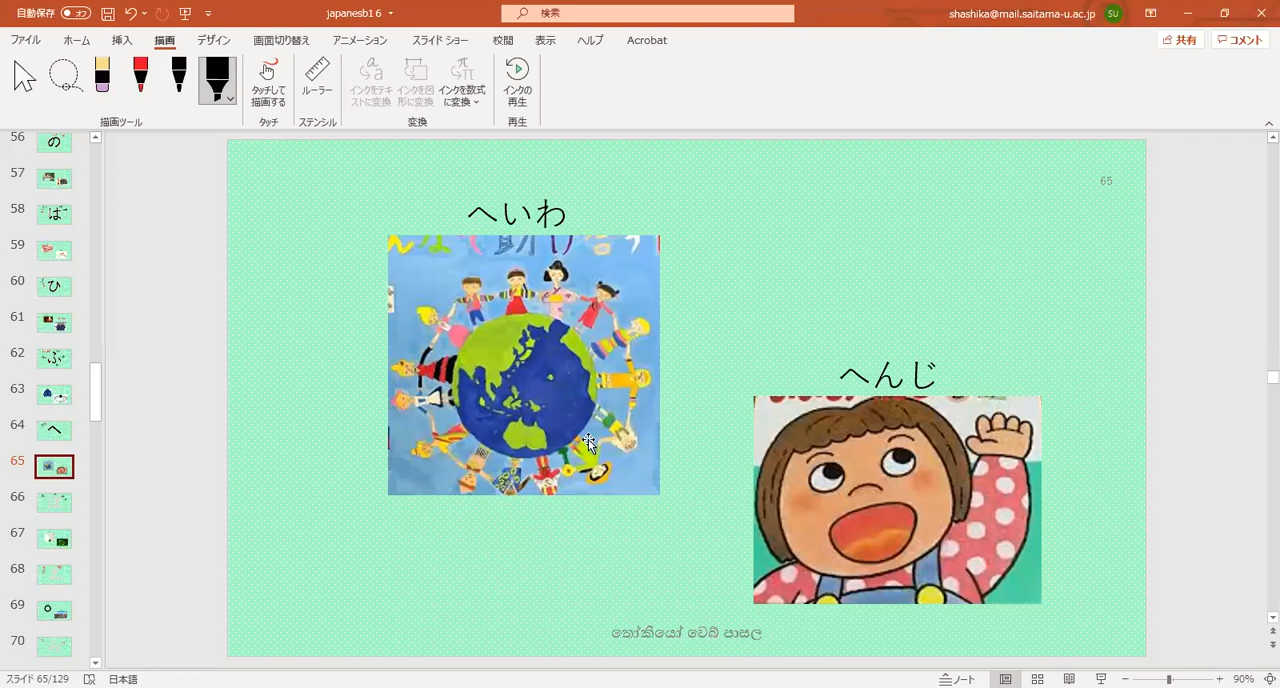 自動保存 オフ japanesb16 検索 shashika@mail.saitama-u.ac.jp SU
ファイル ホーム 挿入 描画 デザイン 画面切り替え アニメーション スライド ショー 校閲 表示 ヘルプ Acrobat 共有 コメント
タッチして描画する ルーラー インクをテキストに変換 インクを図形に変換 インクを数式に変換 インクの再生
描画ツール タッチ ステンシル 変換 再生
56 の
57
58 は
59
60 ひ
61
62 ふ
63
64 へ
65
66
67
68
69
70
65
へいわ
へんじ
තෝකියෝ වෙබ් පාසල
スライド 65/129 日本語 ノート 90%